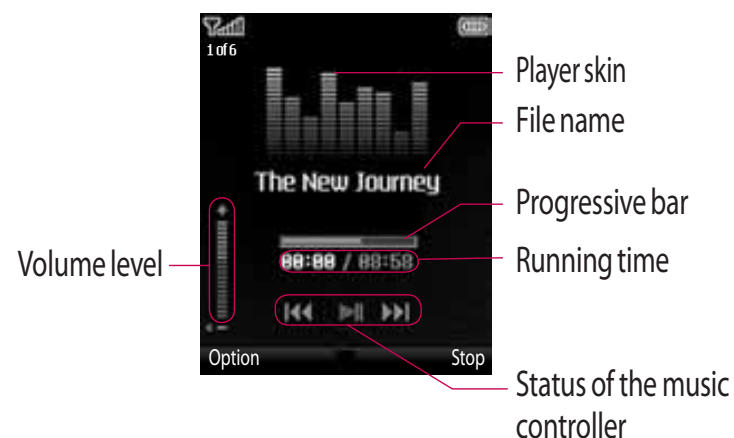 1 of 6
Player skin
File name
The New Journey
Progressive bar
Volume level
00:00 / 00:58
Running time
Option
Stop
Status of the music
controller